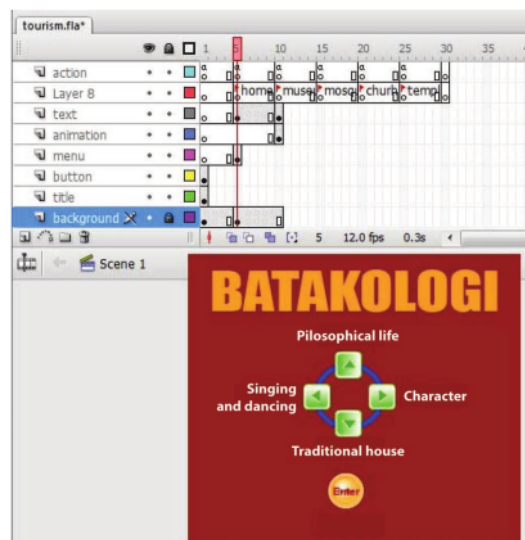 tourism.fla*
1 5 10 15 20 25 30 35
action
Layer 8 home muse mosq churh temp
text
animation
menu
button
title
background
5 12.0 fps 0.3s
Scene 1
BATAKOLOGI
Pilosophical life
Singing
and dancing
Character
Traditional house
Enter